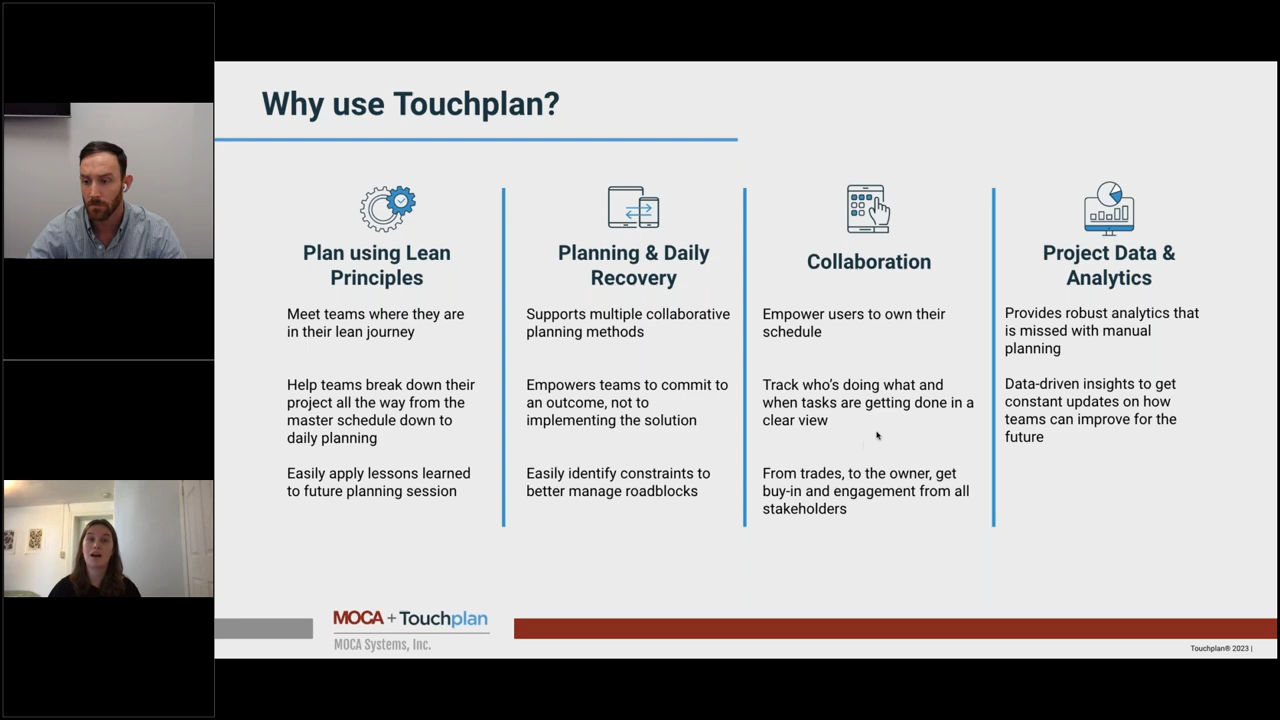 Why use Touchplan?
Plan using Lean
Principles
Meet teams where they are
in their lean journey
Help teams break down their
project all the way from the
master schedule down to
daily planning
Easily apply lessons learned
to future planning session
Planning & Daily
Recovery
Supports multiple collaborative
planning methods
Empowers teams to commit to
an outcome, not to
implementing the solution
Easily identify constraints to
better manage roadblocks
Collaboration
Empower users to own their
schedule
Track who’s doing what and
when tasks are getting done in a
clear view
From trades, to the owner, get
buy-in and engagement from all
stakeholders
Project Data &
Analytics
Provides robust analytics that
is missed with manual
planning
Data-driven insights to get
constant updates on how
teams can improve for the
future
MOCA + Touchplan
MOCA Systems, Inc.
Touchplan® 2023 |